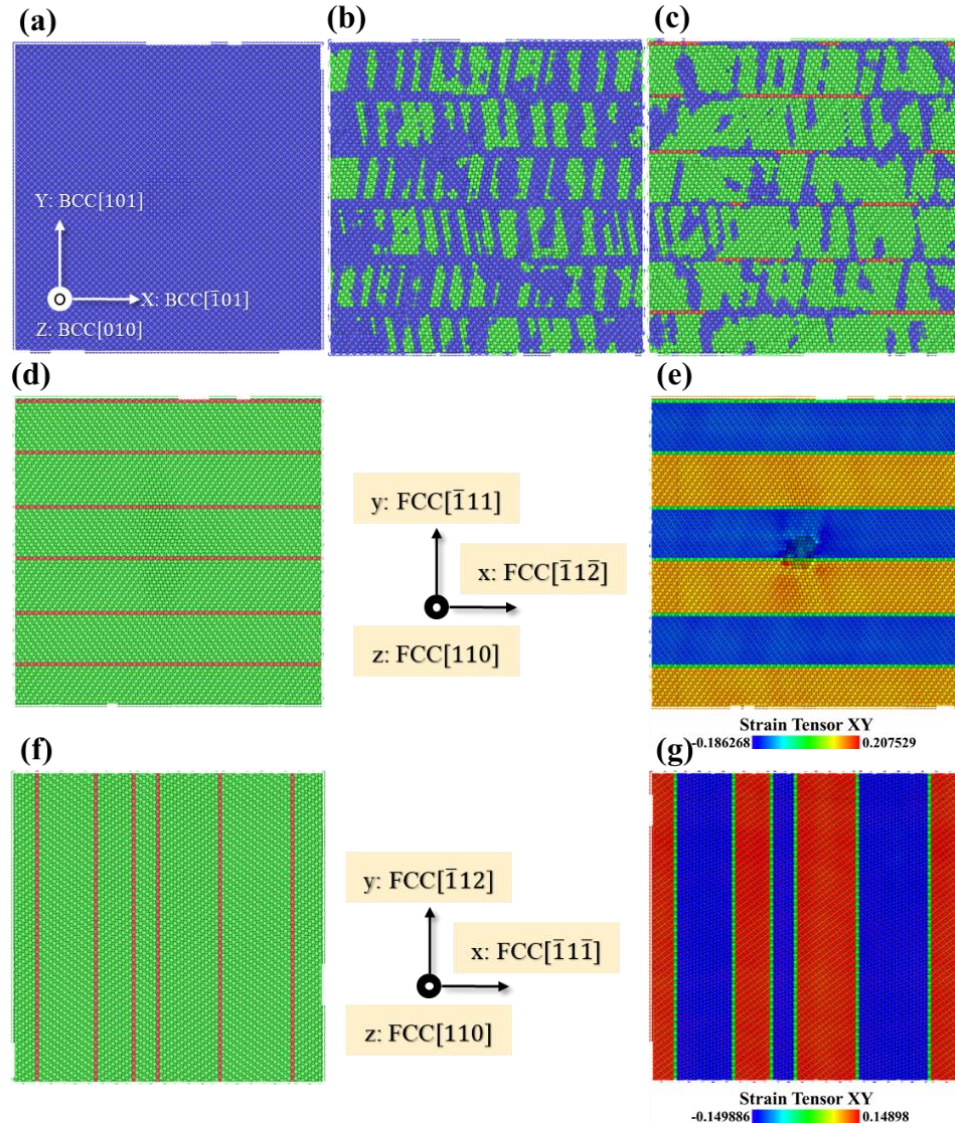 (a)
(b)
(c)
Y: BCC[101]
X: BCC[1̅01]
Z: BCC[010]
(d)
(e)
y: FCC[1̅11]
x: FCC[1̅12̅]
z: FCC[110]
Strain Tensor XY
-0.186268
0.207529
(f)
(g)
y: FCC[1̅12]
x: FCC[1̅11̅]
z: FCC[110]
Strain Tensor XY
-0.149886
0.14898